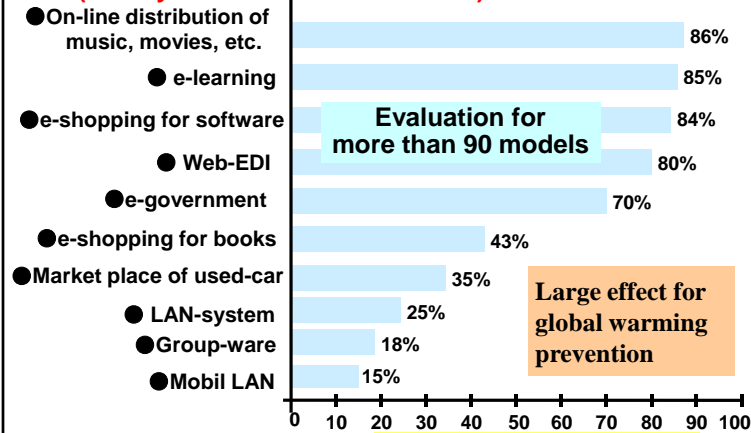 ●On-line distribution of
music, movies, etc.
86%
● e-learning
85%
●e-shopping for software
84%
Evaluation for
more than 90 models
● Web-EDI
80%
●e-government
70%
●e-shopping for books
43%
●Market place of used-car
35%
● LAN-system
25%
●Group-ware
18%
●Mobil LAN
15%
Large effect for
global warming
prevention
0 10 20 30 40 50 60 70 80 90 100